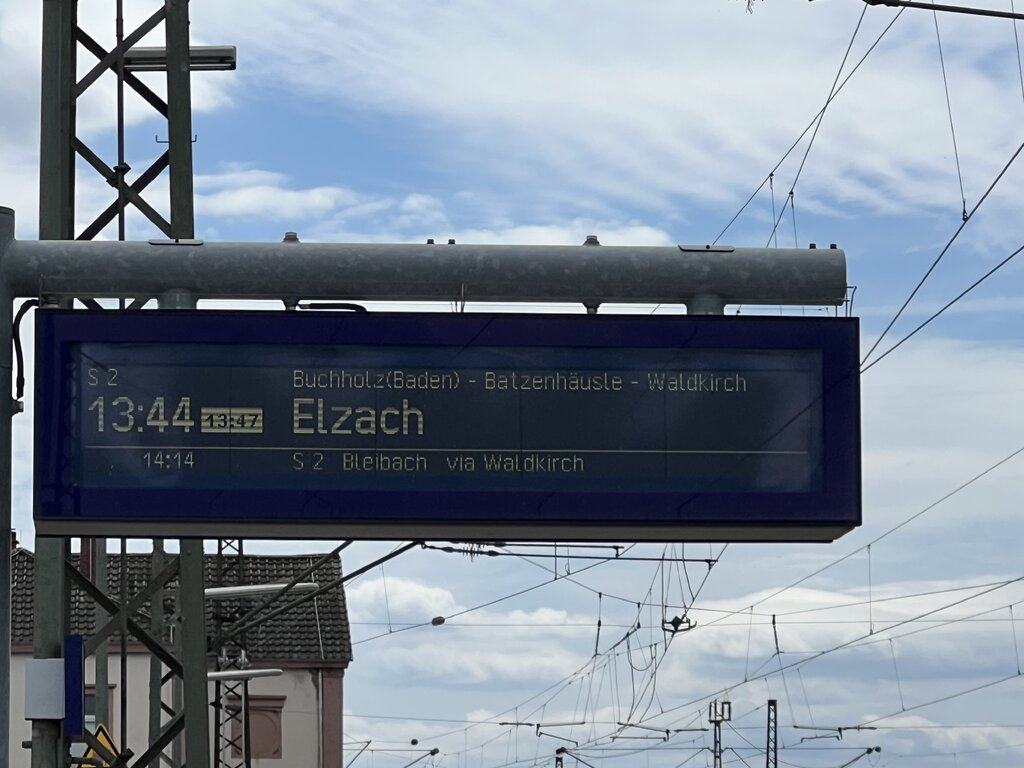 S 2 Buchholz(Baden) - Batzenhäusle - Waldkirch
13:44 13:47 Elzach
14:14 S 2 Bleibach via Waldkirch